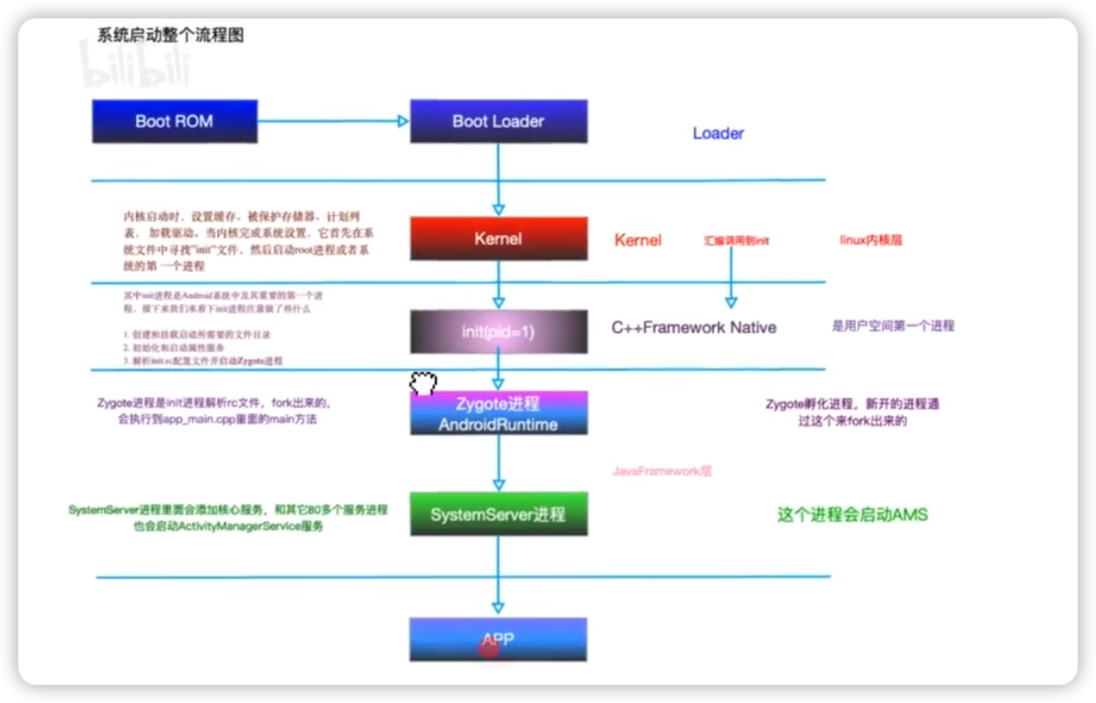 系统启动整个流程图
bilibili
Boot ROM
Boot Loader
Loader
内核启动时，设置缓存、被保护存储器、计划列
表，加载驱动。当内核完成系统设置，它首先在系
统文件中寻找"init"文件，然后启动root进程或者系
统的第一个进程
Kernel
Kernel
汇编调用到init
linux内核层
其中init进程是Android系统中及其重要的第一个进
程，接下来我们来看下init进程注意做了些什么
1. 创建和挂载启动所需要的文件目录
2. 初始化和启动属性服务
3. 解析init.rc配置文件并启动Zygote进程
init(pid=1)
C++Framework Native
是用户空间第一个进程
Zygote进程是init进程解析rc文件，fork出来的，
会执行到app_main.cpp里面的main方法
Zygote进程
AndroidRuntime
Zygote孵化进程，新开的进程通
过这个来fork出来的
JavaFramework层
SystemServer进程里面会添加核心服务，和其它80多个服务进程
也会启动ActivityManagerService服务
SystemServer进程
这个进程会启动AMS
APP